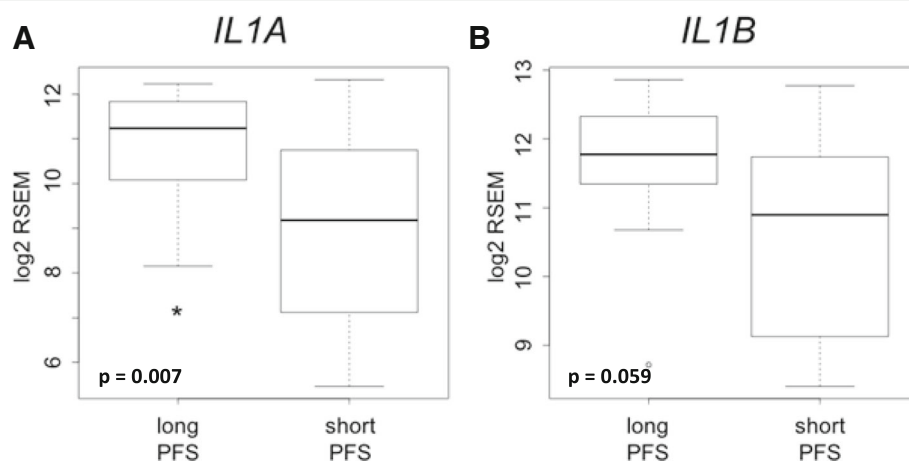 A
IL1A
log2 RSEM
12
10
8
6
*
p = 0.007
long
PFS
short
PFS
B
IL1B
log2 RSEM
13
12
11
10
9
p = 0.059
long
PFS
short
PFS